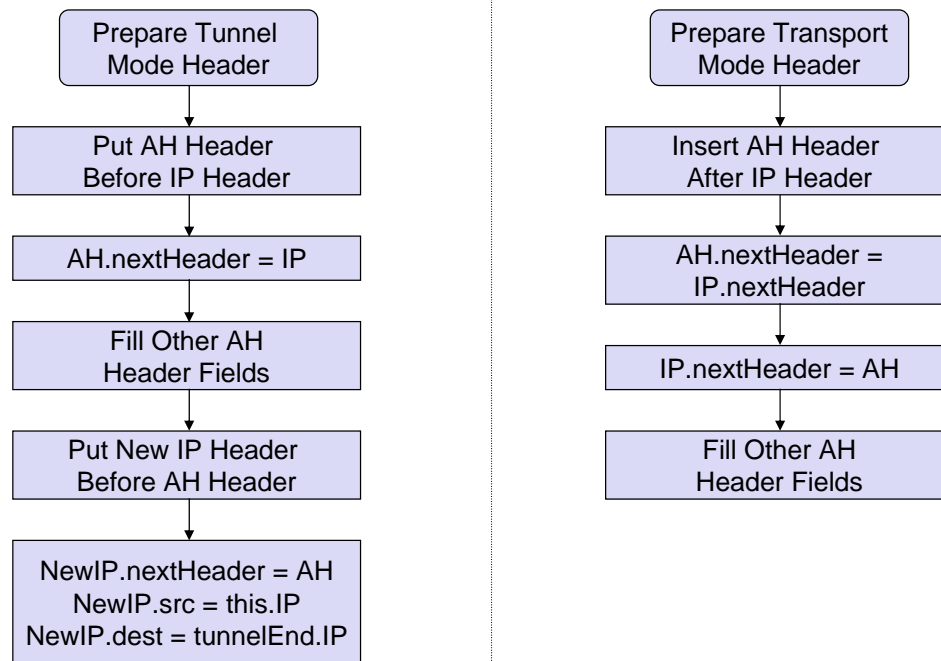 Prepare Tunnel
Mode Header
Put AH Header
Before IP Header
AH.nextHeader = IP
Fill Other AH
Header Fields
Put New IP Header
Before AH Header
NewIP.nextHeader = AH
NewIP.src = this.IP
NewIP.dest = tunnelEnd.IP
Prepare Transport
Mode Header
Insert AH Header
After IP Header
AH.nextHeader =
IP.nextHeader
IP.nextHeader = AH
Fill Other AH
Header Fields